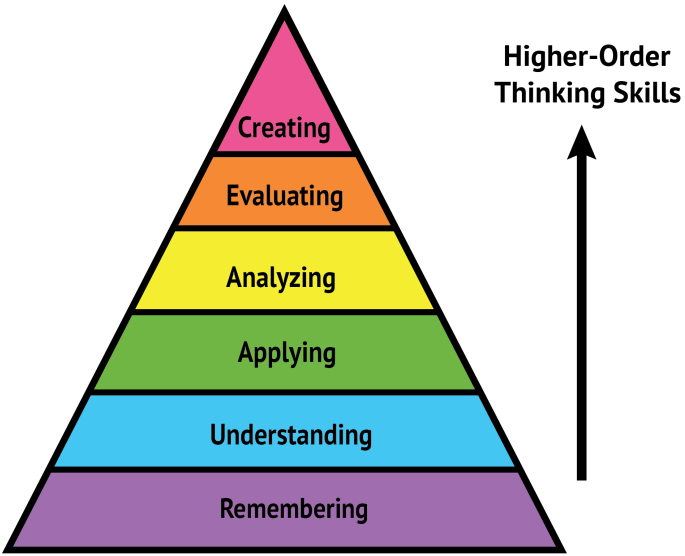 Higher-Order
Thinking Skills
Creating
Evaluating
Analyzing
Applying
Understanding
Remembering